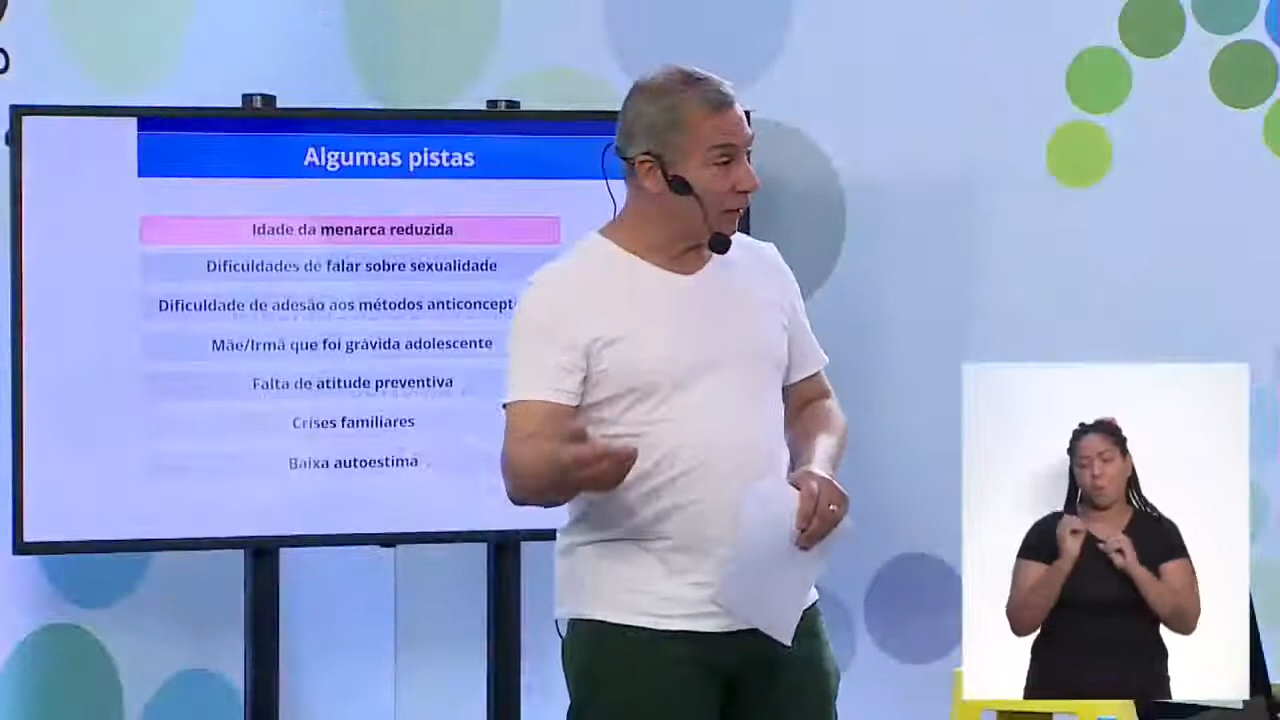 Algumas pistas
Idade da menarca reduzida
Dificuldades de falar sobre sexualidade
Dificuldade de adesão aos métodos
Mãe/Irmã que foi grávida adolescente
Falta de atitude preventiva
Crises familiares
Baixa autoestima